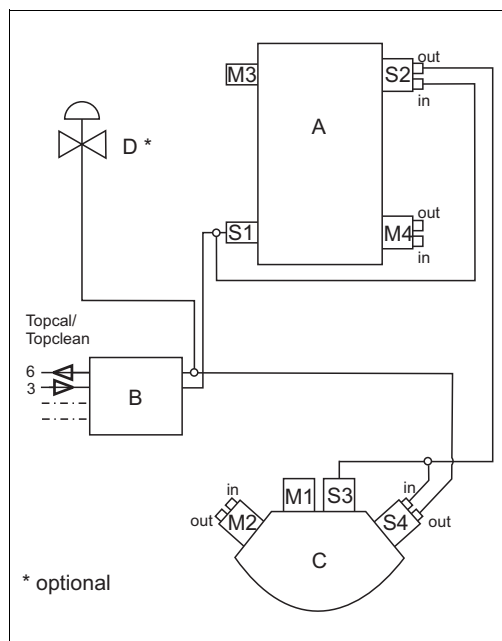 out
M3
S2
in
A
D *
out
S1
M4
in
Topcal/
Topclean
6
3
B
in
M1
S3
in
out
M2
S4
out
C
* optional